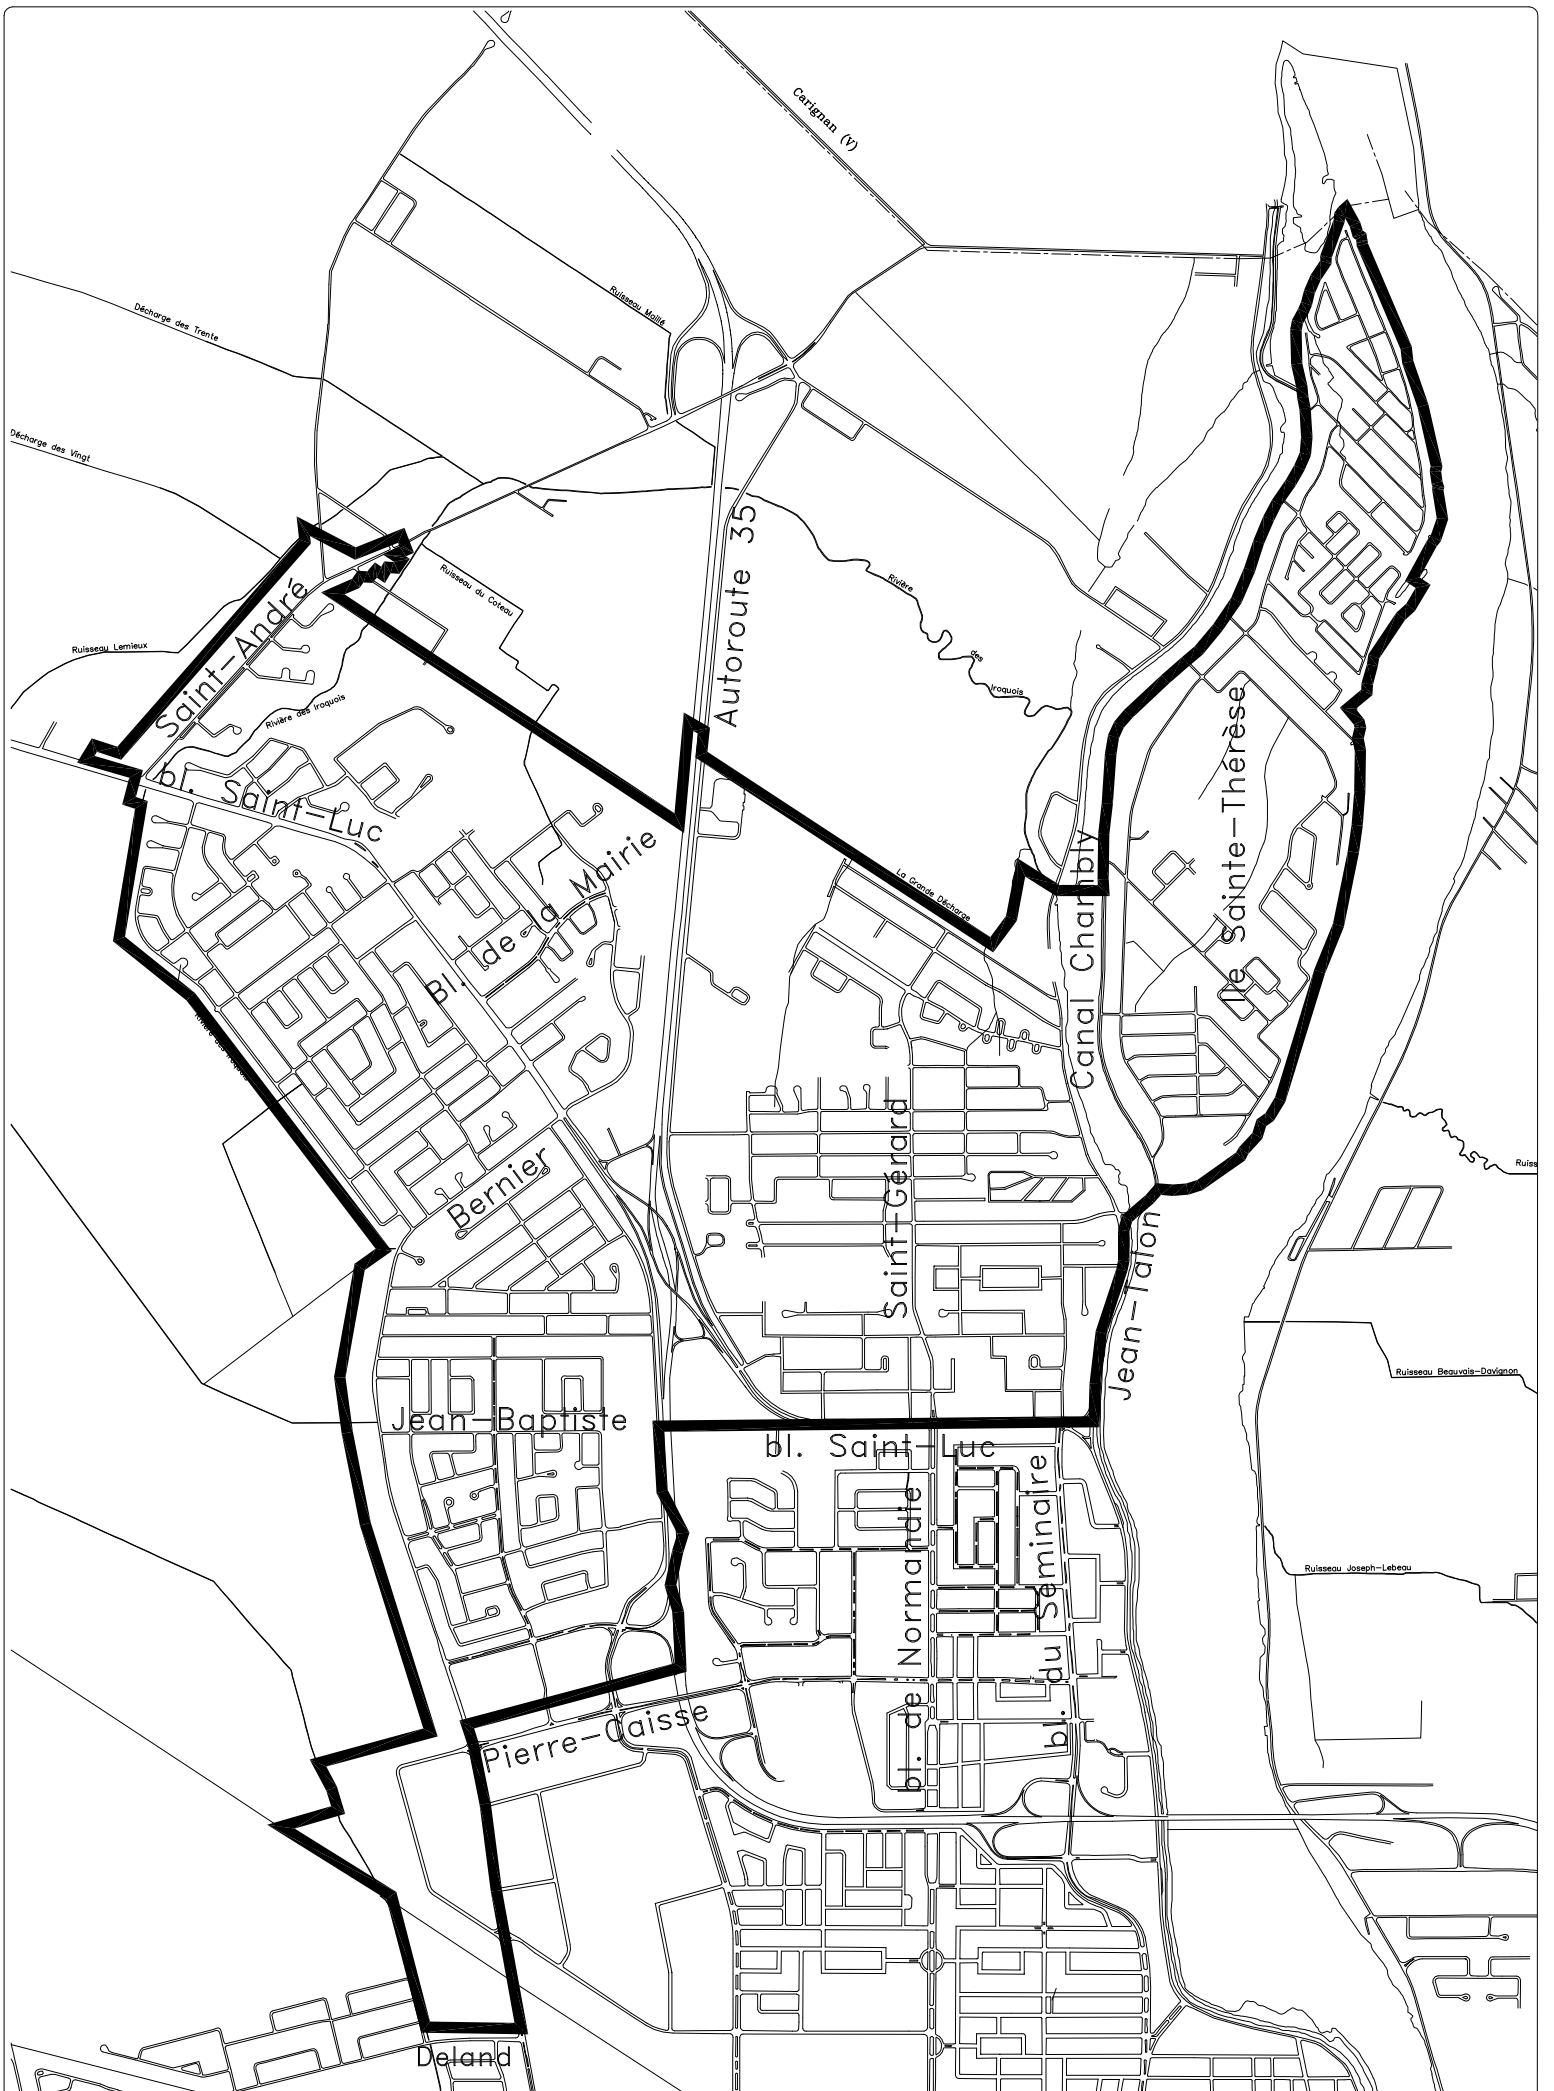 Carignan (V)
Ruisseau Maillé
Décharge des Trente
Décharge des Vingt
Autoroute 35
Ruisseau du Coteau
Rivière
des
Iroquois
Saint-André
Ruisseau Lemieux
Rivière des Iroquois
bl. Saint-Luc
Ile Sainte-Thérèse
Bl. de la Mairie
La Grande Décharge
Canal Chambly
Saint-Gérard
Bernier
Jean-Talon
Ruisseau Beauvais-Davignon
Jean-Baptiste
bl. Saint-Luc
bl. de Normandie
bl. du Seminaire
Ruisseau Joseph-Lebeau
Pierre-Caisse
Deland